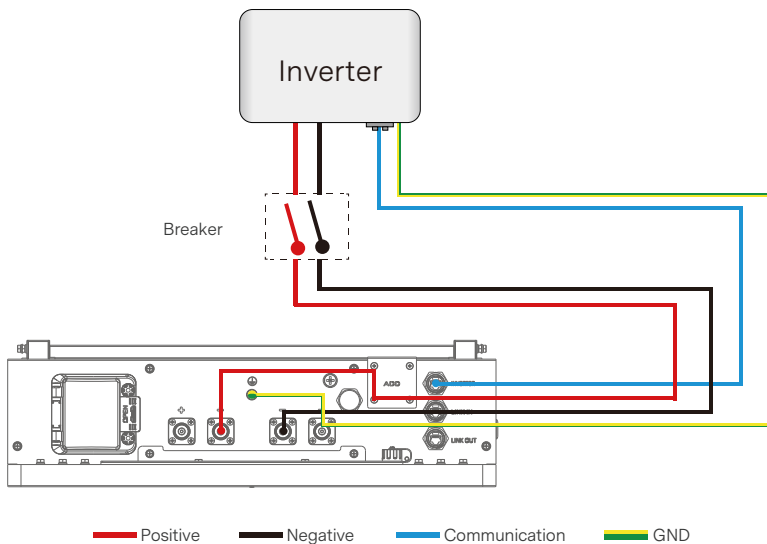 Inverter
Breaker
ADD
LINK OUT
Positive
Negative
Communication
GND